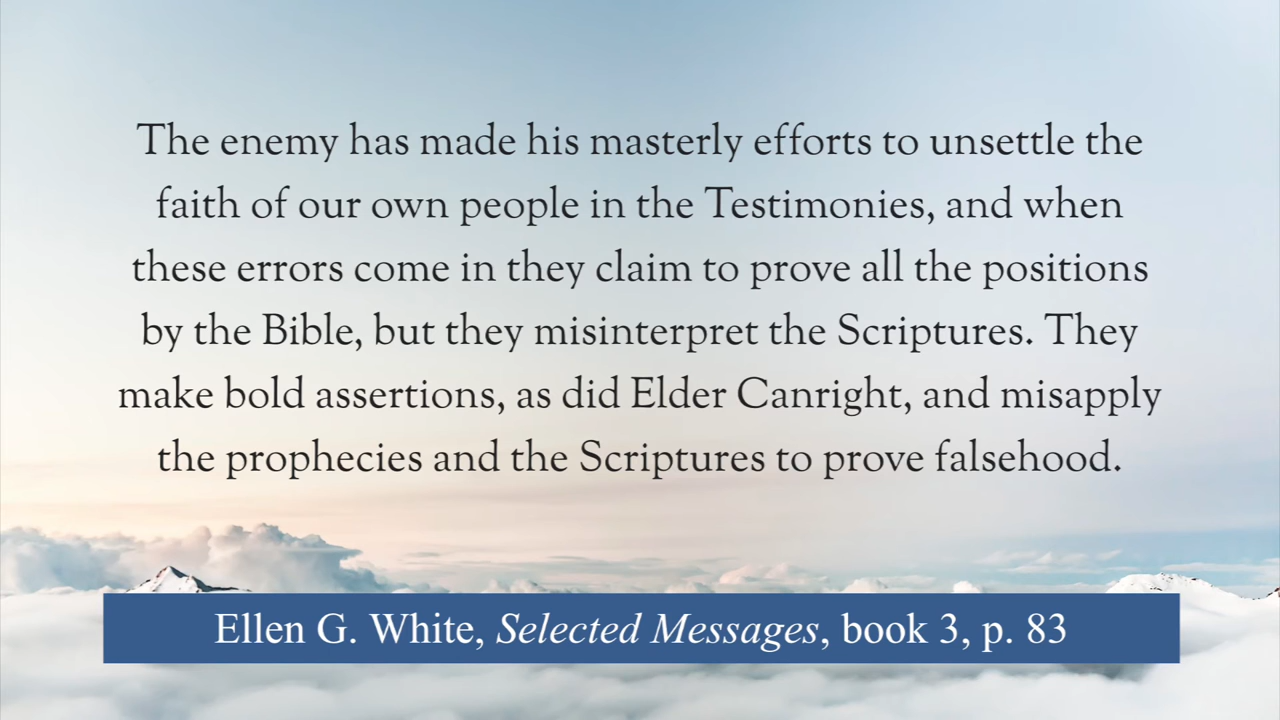 The enemy has made his masterly efforts to unsettle the
faith of our own people in the Testimonies, and when
these errors come in they claim to prove all the positions
by the Bible, but they misinterpret the Scriptures. They
make bold assertions, as did Elder Canright, and misapply
the prophecies and the Scriptures to prove falsehood.
Ellen G. White, Selected Messages, book 3, p. 83